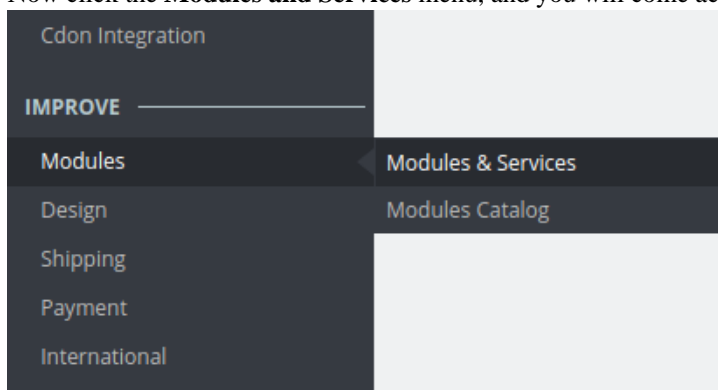 Now click the Modules and Services menu, and you will come ac
Cdon Integration
IMPROVE
Modules
Modules & Services
Design
Modules Catalog
Shipping
Payment
International